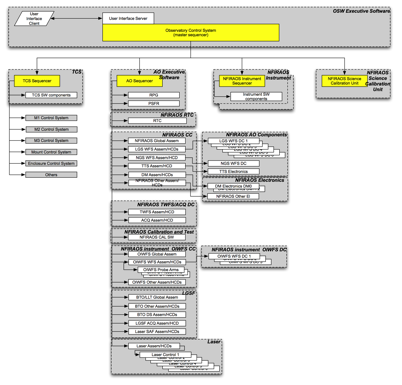 OSW Executive Software
User Interface Client
User Interface Server
Observatory Control System
(master sequencer)
TCS
TCS Sequencer
TCS SW components
M1 Control System
M2 Control System
M3 Control System
Mount Control System
Enclosure Control System
Others
AO Executive Software
AO Sequencer
RPG
PSFR
NFIRAOS Instrument
NFIRAOS Instrument Sequencer
Instrument SW components
NFIRAOS Science Calibration Unit
NFIRAOS Science Calibration Unit
NFIRAOS RTC
RTC
NFIRAOS CC
NFIRAOS Global Assem
LGS WFS Assem/HCDs
NGS WFS Assem/HCD
TTS Assem/HCD
DM Assem/HCDs
NFIRAOS Other Assem/HCDs
NFIRAOS AO Components
LGS WFS DC 1
NGS WFS DC
TTS Electronics
NFIRAOS Electronics
DM Electronics DM0
NFIRAOS Other El
NFIRAOS TWFS/ACQ DC
TWFS Assem/HCD
ACQ Assem/HCD
NFIRAOS Calibration and Test
NFIRAOS CAL SW
NFIRAOS instrument OIWFS CC
OIWFS Global Assem
OIWFS WFS Assem/HCDs
OIWFS Probe Arms
OIWFS Other Assem/HCDs
NFIRAOS instrument OIWFS DC
OIWFS WFS DC 1
LGSF
BTO/LLT Global Assem
BTO Other Assem/HCDs
BTO OS Assem/HCDs
LGSF ACQ Assem/HCD
Laser SAF Assem/HCDs
Laser
Laser Assem/HCDs
Laser Control 1